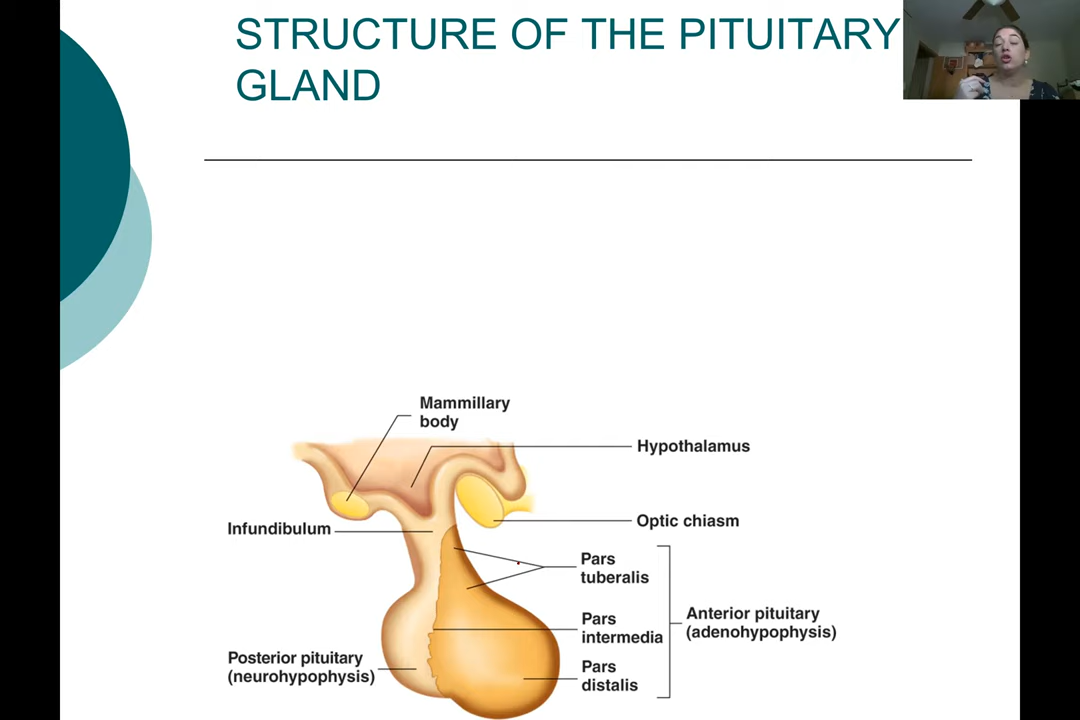 STRUCTURE OF THE PITUITARY
GLAND
Mammillary
body
Hypothalamus
Infundibulum
Optic chiasm
Pars
tuberalis
Anterior pituitary
(adenohypophysis)
Pars
intermedia
Posterior pituitary
(neurohypophysis)
Pars
distalis